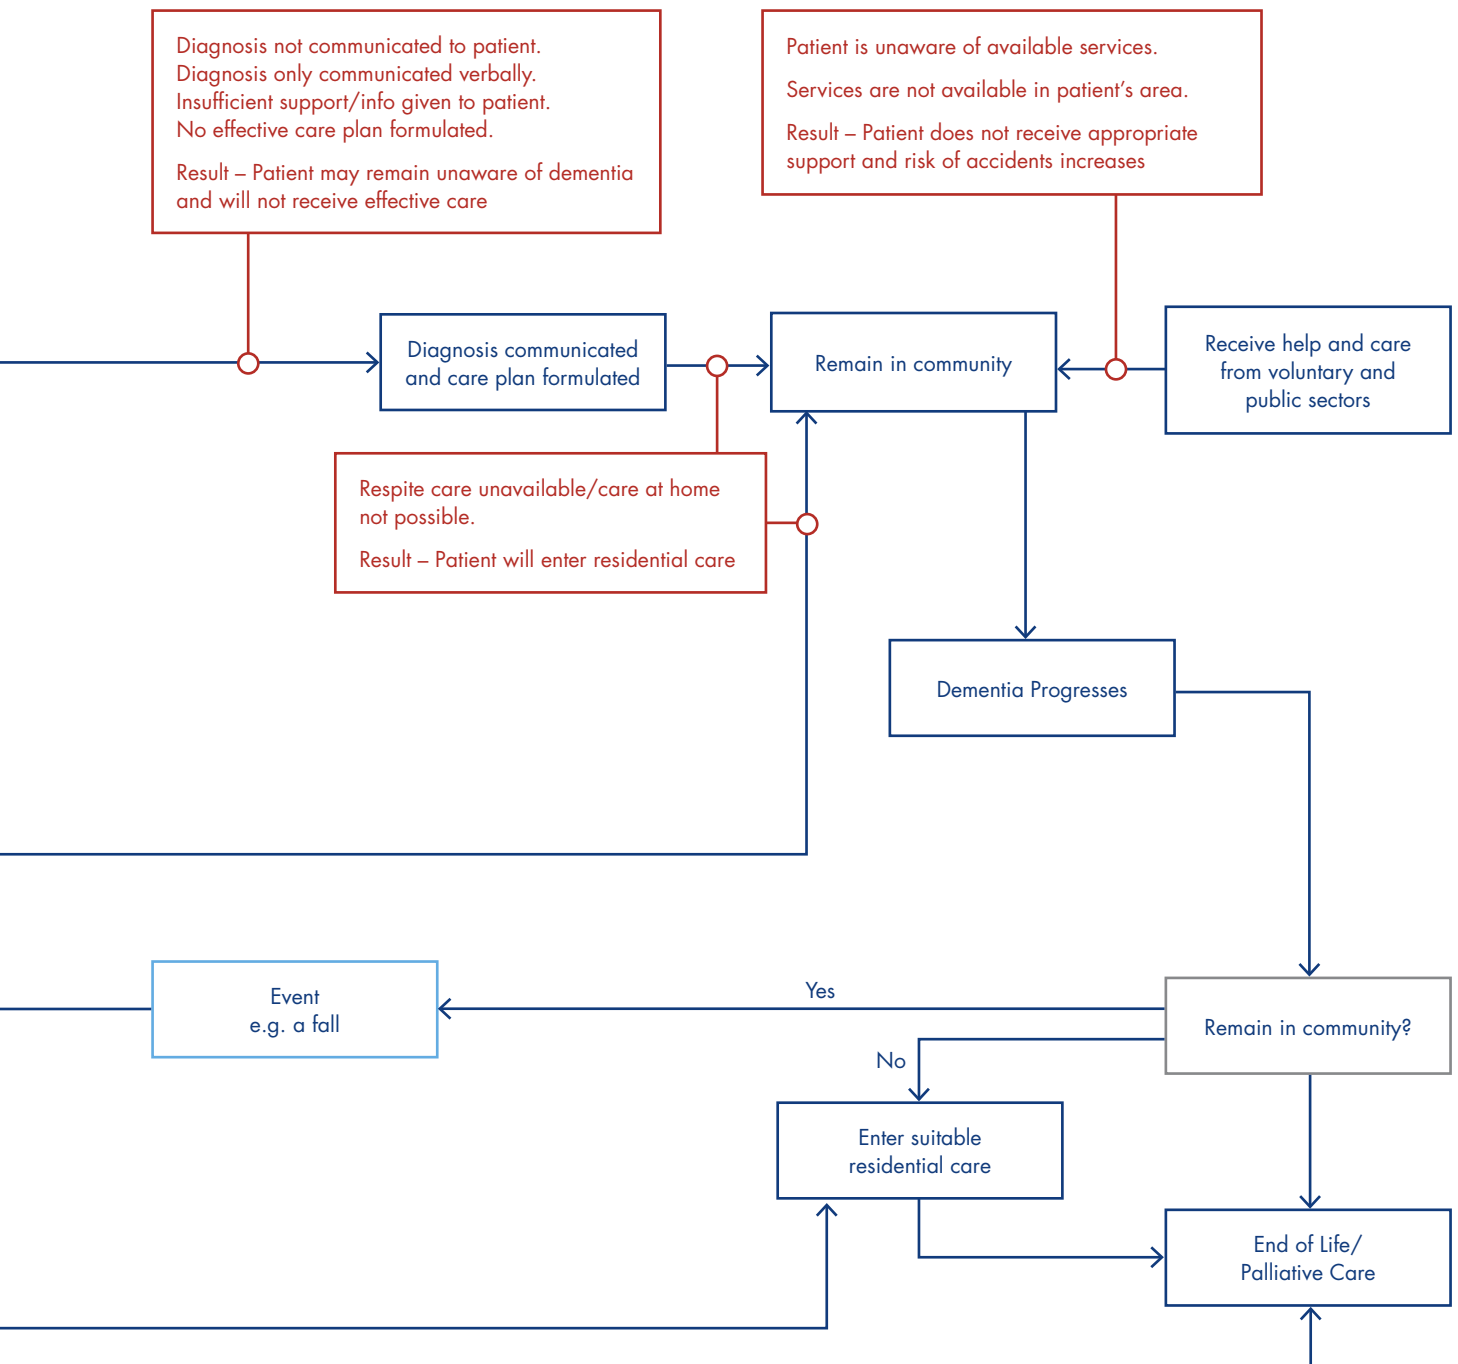 Diagnosis not communicated to patient.
Diagnosis only communicated verbally.
Insufficient support/info given to patient.
No effective care plan formulated.
Result – Patient may remain unaware of dementia
and will not receive effective care
Patient is unaware of available services.
Services are not available in patient’s area.
Result – Patient does not receive appropriate
support and risk of accidents increases
Diagnosis communicated
and care plan formulated
Remain in community
Receive help and care
from voluntary and
public sectors
Respite care unavailable/care at home
not possible.
Result – Patient will enter residential care
Dementia Progresses
Event
e.g. a fall
Yes
Remain in community?
No
Enter suitable
residential care
End of Life/
Palliative Care